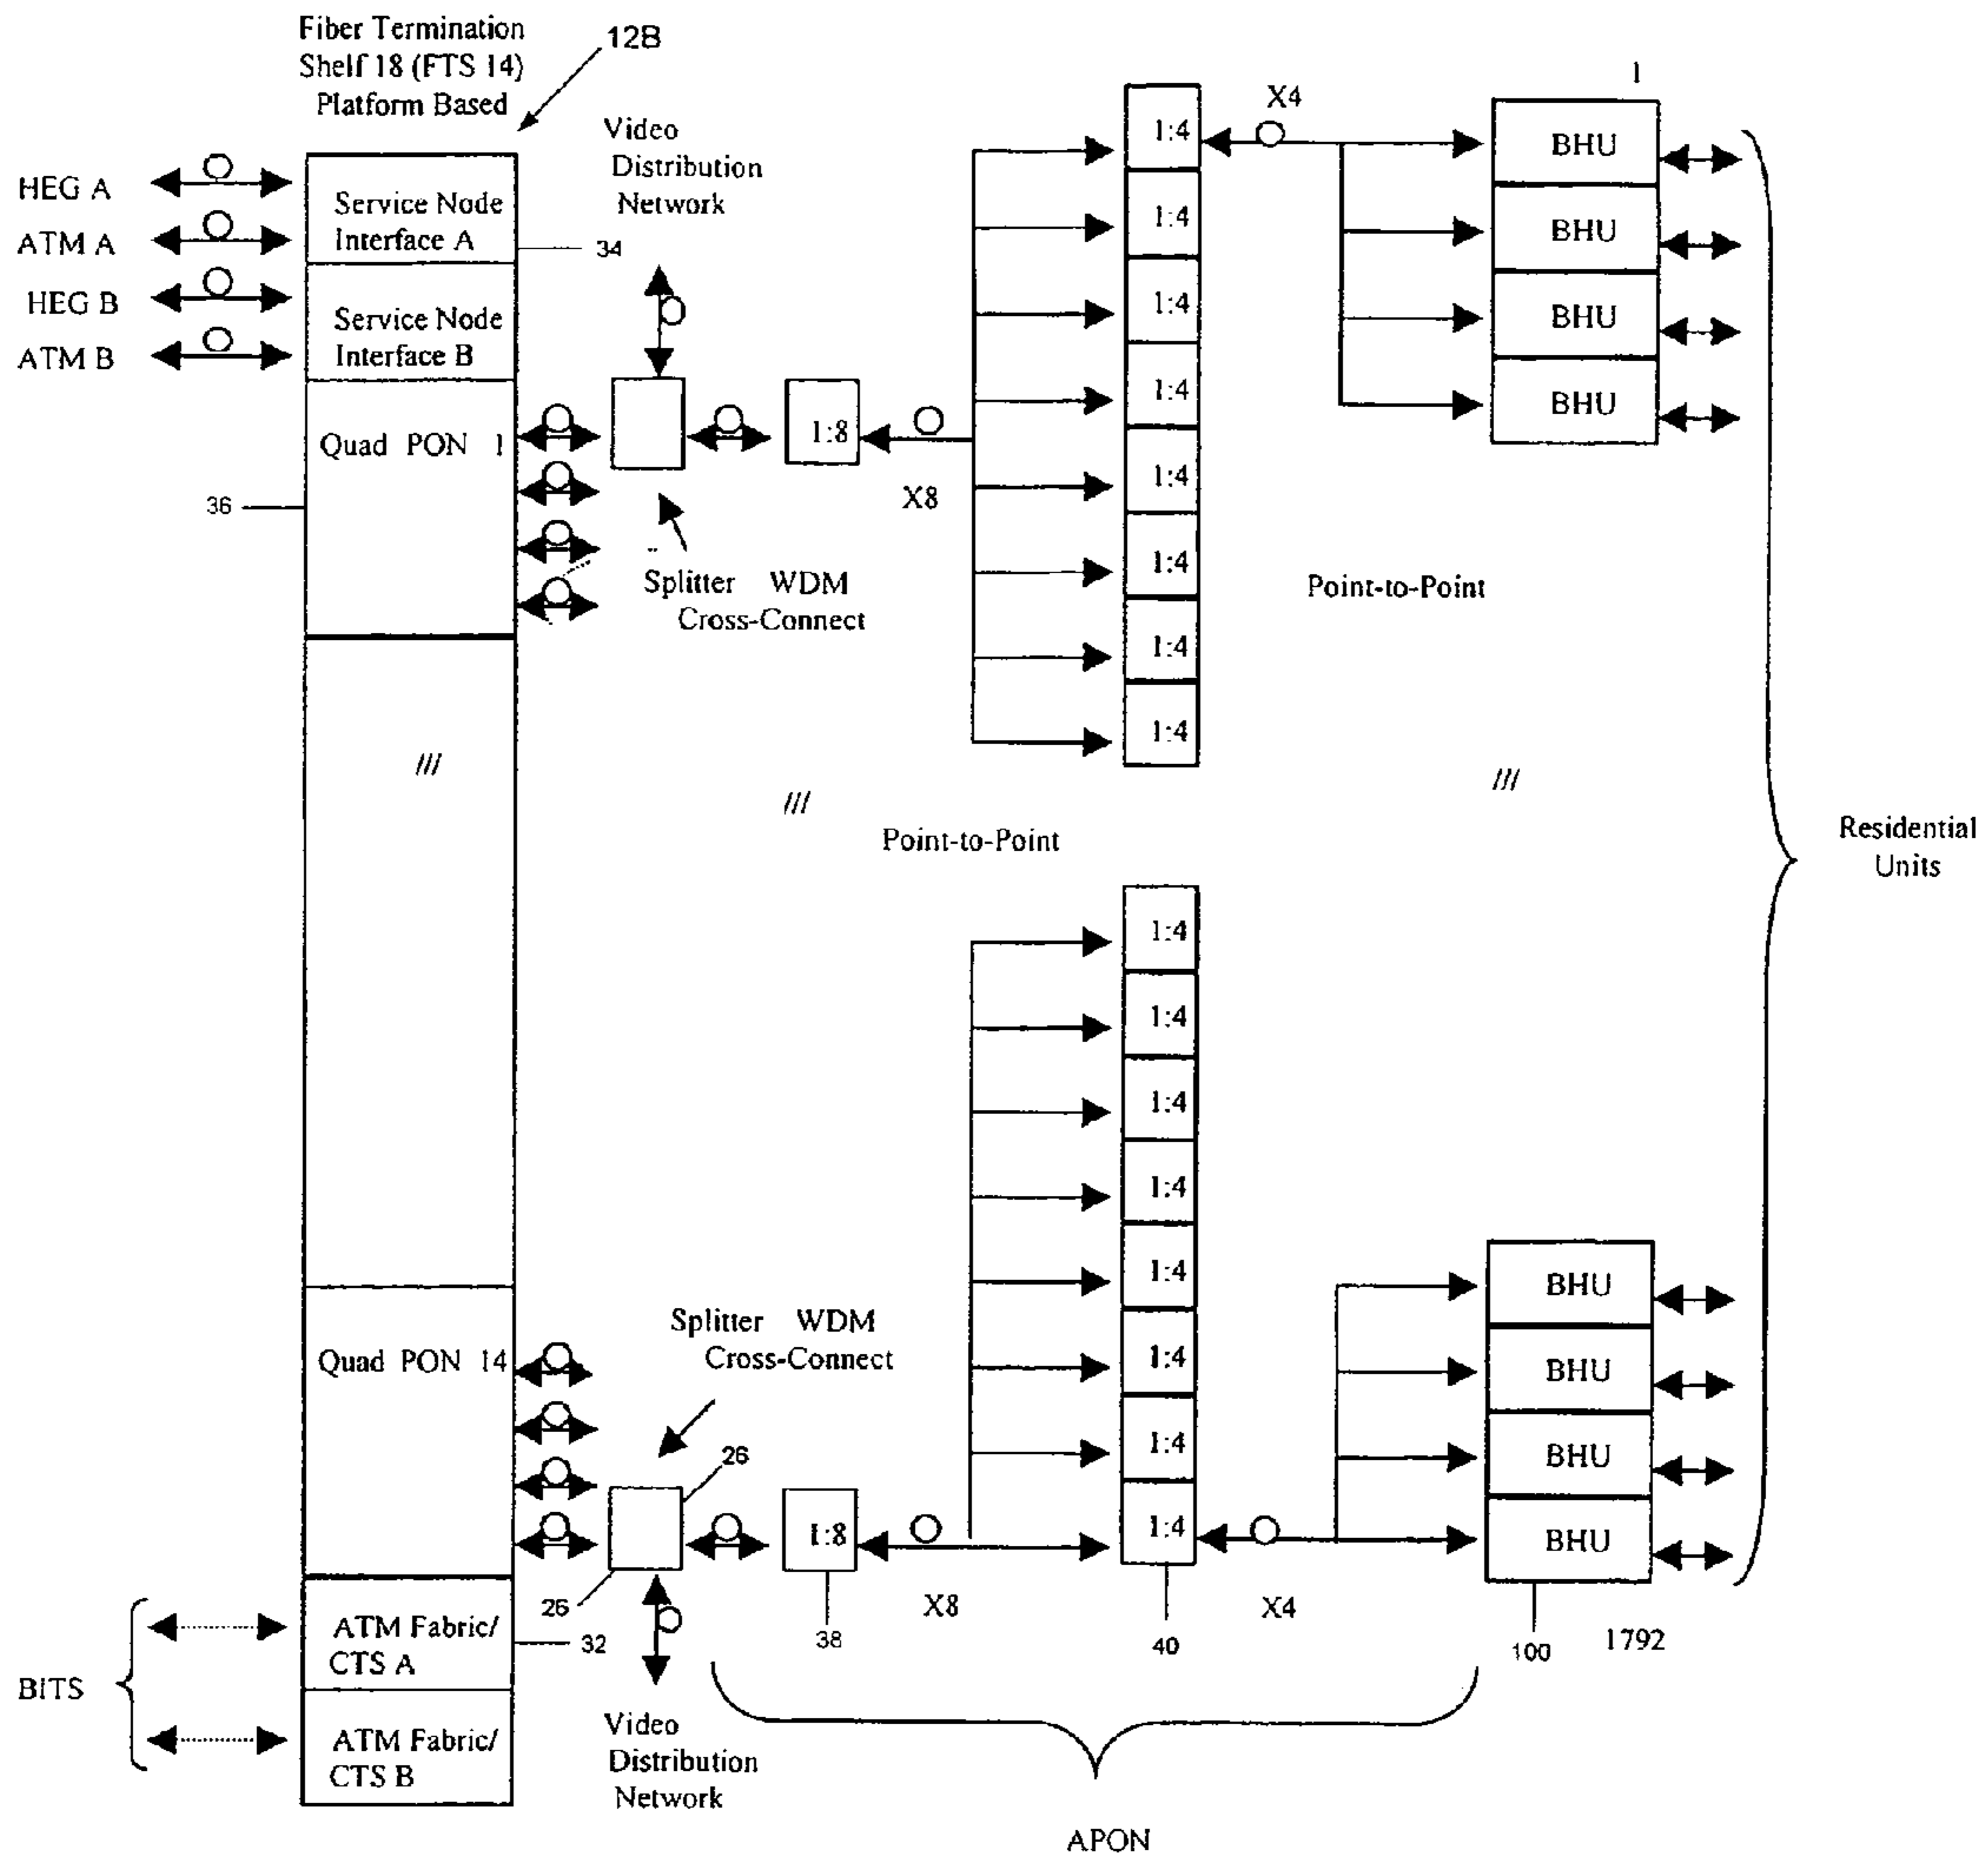 Fiber Termination
Shelf 18 (FTS 14)
Platform Based
12B
Video
Distribution
Network
HEG A
ATM A
HEG B
ATM B
Service Node
Interface A
34
Service Node
Interface B
Quad PON 1
36
1:8
X8
Splitter WDM
Cross-Connect
1:4
1:4
1:4
1:4
1:4
1:4
1:4
1:4
X4
1
BHU
BHU
BHU
BHU
Point-to-Point
///
///
///
Point-to-Point
Residential
Units
1:4
1:4
1:4
1:4
1:4
1:4
1:4
1:4
Quad PON 14
Splitter WDM
Cross-Connect
26
26
1:8
38
X8
40
X4
BHU
BHU
BHU
BHU
100
1792
BITS
ATM Fabric/
CTS A
32
ATM Fabric/
CTS B
Video
Distribution
Network
APON